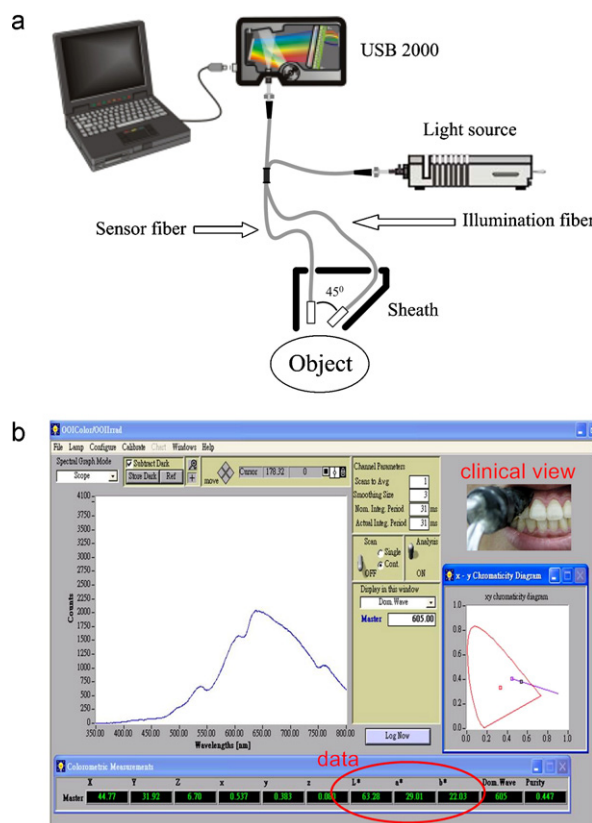 a
USB 2000
Light source
Sensor fiber
Illumination fiber
45⁰
Sheath
Object
b
OOIColor/OOIIrrad
File Lamp Configure Calibrate Chart Windows Help
Spectral Graph Mode
Scope
Subtract Dark
Store Dark Ref
move
Cursor 178.32 0
Channel Parameters
Scans to Avg 1
Smoothing Size 3
Nom. Integ. Period 31 ms
Actual Integ. Period 31 ms
Scan
Single
Cont.
OFF
Analysis
ON
Display in this window
Dom. Wave
Master 605.00
Log Now
clinical view
x - y Chromaticity Diagram
xy chromaticity diagram
1.0
0.8
0.6
0.4
0.2
0.0
0.0 0.2 0.4 0.6 0.8 1.0
Counts
4100
3750
3500
3250
3000
2750
2500
2250
2000
1750
1500
1250
1000
750
500
250
0
350.00 400.00 450.00 500.00 550.00 600.00 650.00 700.00 750.00 800.00
Wavelengths [nm]
data
Colorometric Measurements
X Y Z x y z L* a* b* Dom. Wave Purity
Master 44.77 31.92 6.70 0.537 0.383 63.28 29.01 22.03 605 0.447